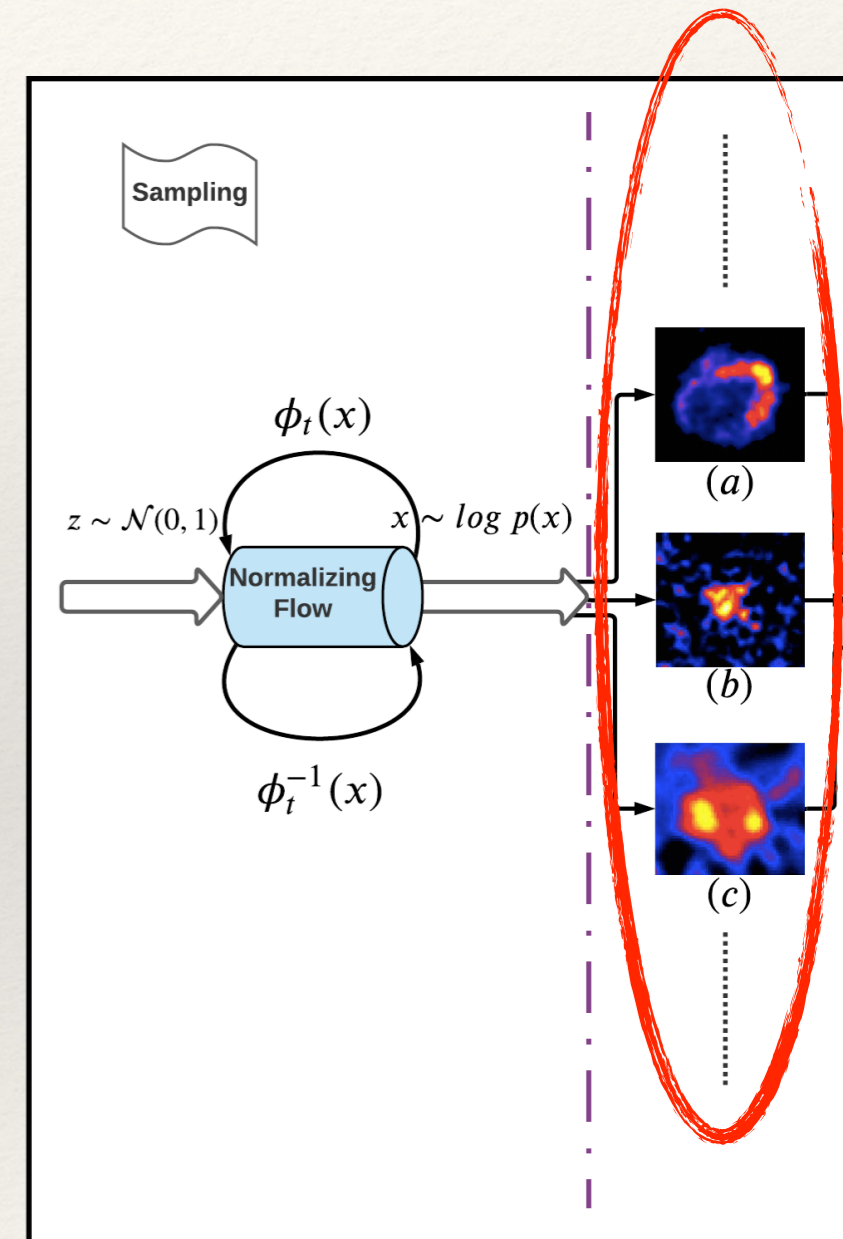 Sampling
ϕ_t(x)
z ~ 𝒩(0, 1)
x ~ log p(x)
Normalizing
Flow
ϕ_t^{-1}(x)
(a)
(b)
(c)